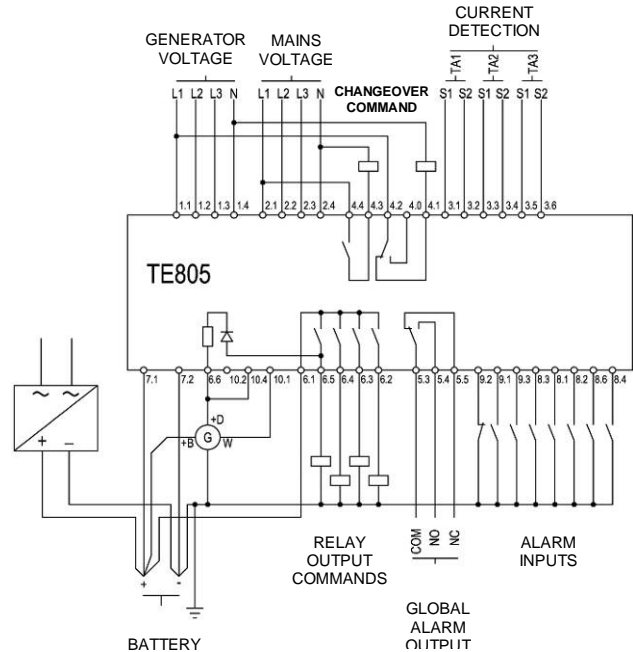 CURRENT
DETECTION
GENERATOR
VOLTAGE
MAINS
VOLTAGE
CHANGEOVER
COMMAND
TA1 TA2 TA3
L1 L2 L3 N L1 L2 L3 N S1 S2 S1 S2 S1 S2
1.1 1.2 1.3 1.4 2.1 2.2 2.3 2.4 4.4 4.3 4.2 4.0 4.1 3.1 3.2 3.3 3.4 3.5 3.6
TE805
7.1 7.2 6.6 10.2 10.4 10.1 6.1 6.5 6.4 6.3 6.2 5.3 5.4 5.5 9.2 9.1 9.3 8.3 8.1 8.2 8.6 8.4
+D
+B G W
+ −
COM NO NC
RELAY
OUTPUT
COMMANDS
ALARM
INPUTS
+ -
GLOBAL
ALARM
OUTPUT
BATTERY